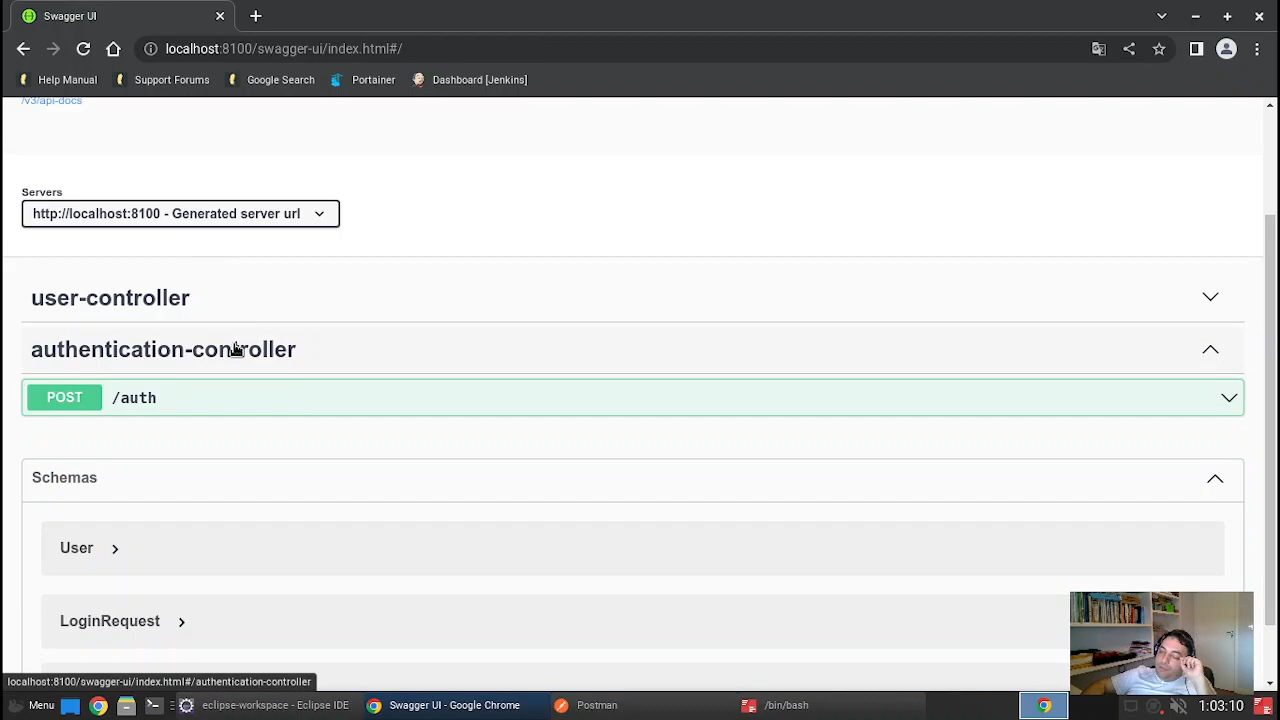 Swagger UI
localhost:8100/swagger-ui/index.html#/
Help Manual Support Forums Google Search Portainer Dashboard [Jenkins]
/v3/api-docs
Servers
http://localhost:8100 - Generated server url
user-controller
authentication-controller
POST /auth
Schemas
User
LoginRequest
localhost:8100/swagger-ui/index.html#/authentication-controller
Menu eclipse-workspace - Eclipse IDE Swagger UI - Google Chrome Postman /bin/bash 1:03:10